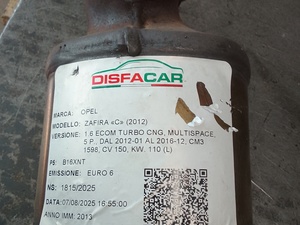 DISFACAR
MARCA: OPEL
MODELLO: ZAFIRA «C» (2012)
VERSIONE: 1.6 ECOM TURBO CNG, MULTISPACE,
5 P., DAL 2012-01 AL 2016-12, CM3
1598, CV 150, KW. 110 (L)
P5: B16XNT
EMISSIONE: EURO 6
NS: 1815/2025
DATA: 07/08/2025 16:55:00
ANNO IMM: 2013